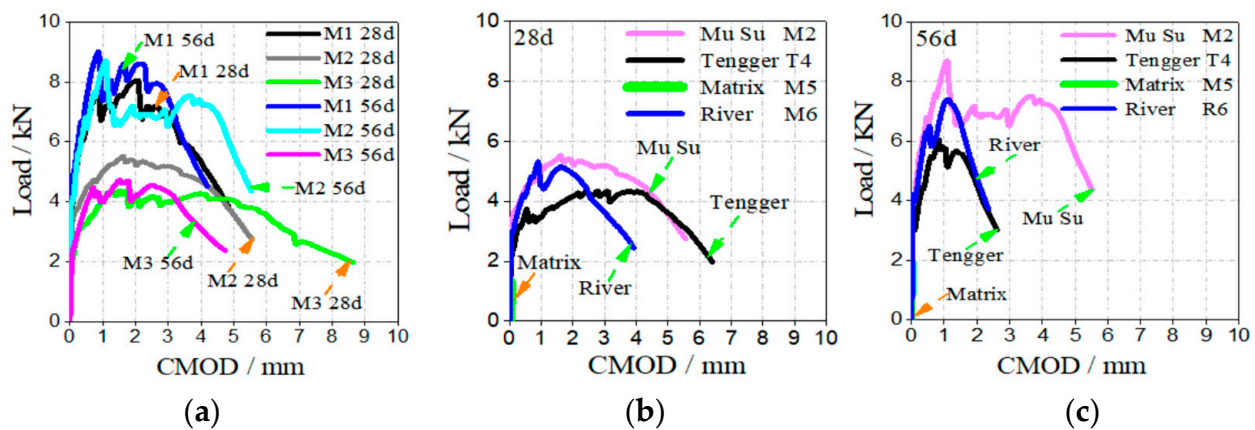 10
8
6
4
2
0
Load / kN
M1 56d
M1 28d
M2 56d
M3 56d
M2 28d
M3 28d
M1 28d
M2 28d
M3 28d
M1 56d
M2 56d
M3 56d
0 1 2 3 4 5 6 7 8 9 10
CMOD / mm
(a)
10
8
6
4
2
0
Load / kN
28d
Mu Su M2
Tengger T4
Matrix M5
River M6
Mu Su
Tengger
Matrix
River
0 1 2 3 4 5 6 7 8 9 10
CMOD / mm
(b)
10
8
6
4
2
0
Load / KN
56d
Mu Su M2
Tengger T4
Matrix M5
River R6
River
Mu Su
Tengger
Matrix
0 1 2 3 4 5 6 7 8 9 10
CMOD / mm
(c)